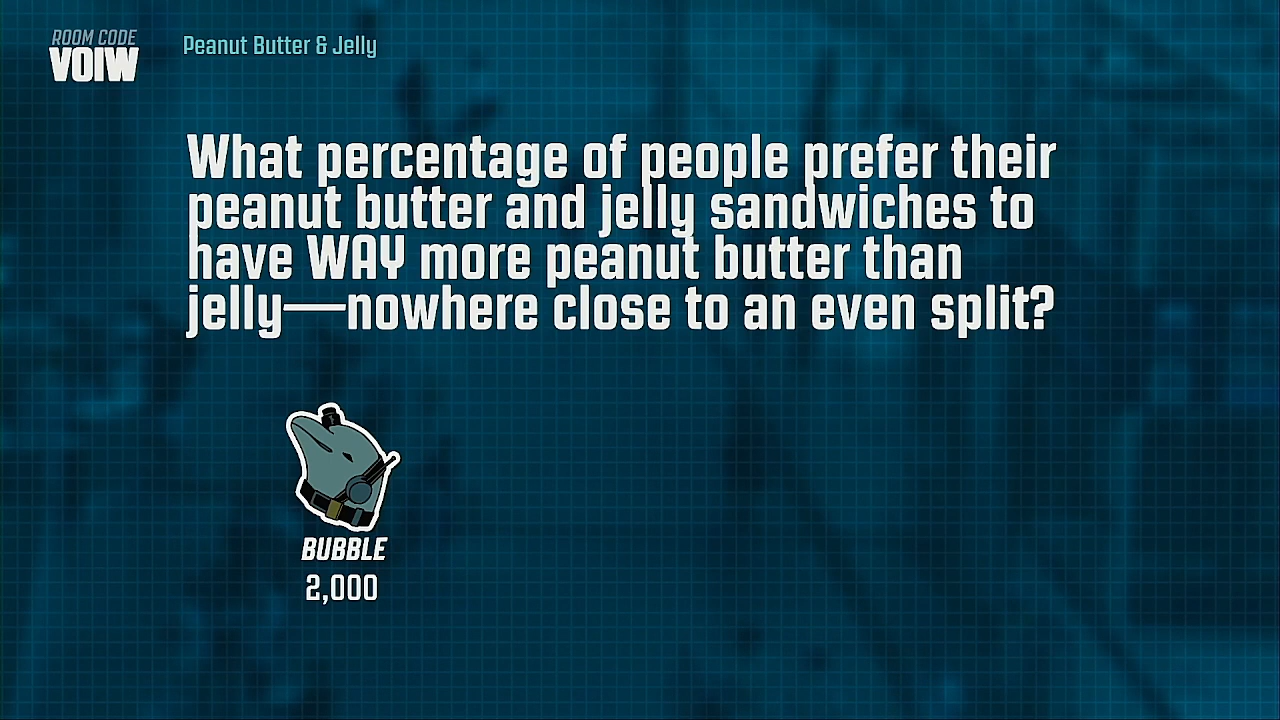 ROOM CODE
VOIW
Peanut Butter & Jelly
What percentage of people prefer their
peanut butter and jelly sandwiches to
have WAY more peanut butter than
jelly—nowhere close to an even split?
BUBBLE
2,000